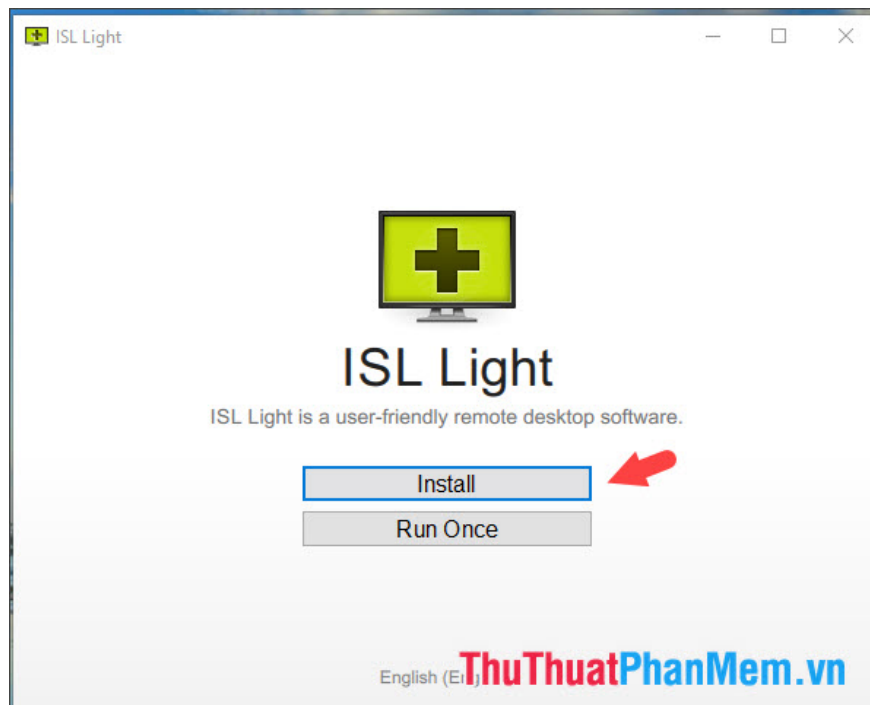 ISL Light
ISL Light
ISL Light is a user-friendly remote desktop software.
Install
Run Once
English (
ThuThuatPhanMem.vn